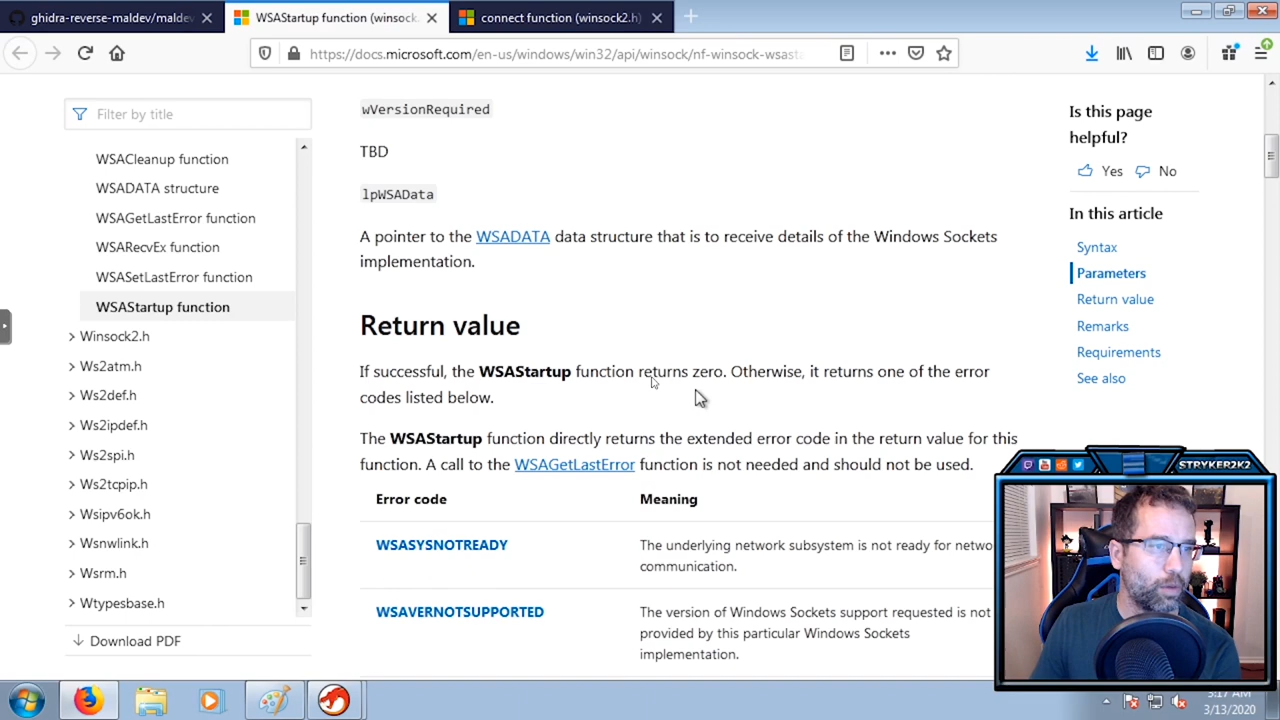 ghidra-reverse-maldev/maldev
WSAStartup function (winsock.
connect function (winsock2.h)
https://docs.microsoft.com/en-us/windows/win32/api/winsock/nf-winsock-wsasta
Filter by title
WSACleanup function
WSADATA structure
WSAGetLastError function
WSARecvEx function
WSASetLastError function
WSAStartup function
Winsock2.h
Ws2atm.h
Ws2def.h
Ws2ipdef.h
Ws2spi.h
Ws2tcpip.h
Wsipv6ok.h
Wsnwlink.h
Wsrm.h
Wtypesbase.h
Download PDF
wVersionRequired
TBD
lpWSAData
A pointer to the WSADATA data structure that is to receive details of the Windows Sockets
implementation.
Return value
If successful, the WSAStartup function returns zero. Otherwise, it returns one of the error
codes listed below.
The WSAStartup function directly returns the extended error code in the return value for this
function. A call to the WSAGetLastError function is not needed and should not be used.
Error code Meaning
WSASYSNOTREADY The underlying network subsystem is not ready for netwo
communication.
WSAVERNOTSUPPORTED The version of Windows Sockets support requested is not
provided by this particular Windows Sockets
implementation.
Is this page
helpful?
Yes No
In this article
Syntax
Parameters
Return value
Remarks
Requirements
See also
STRYKER2K2
3:17 AM
3/13/2020